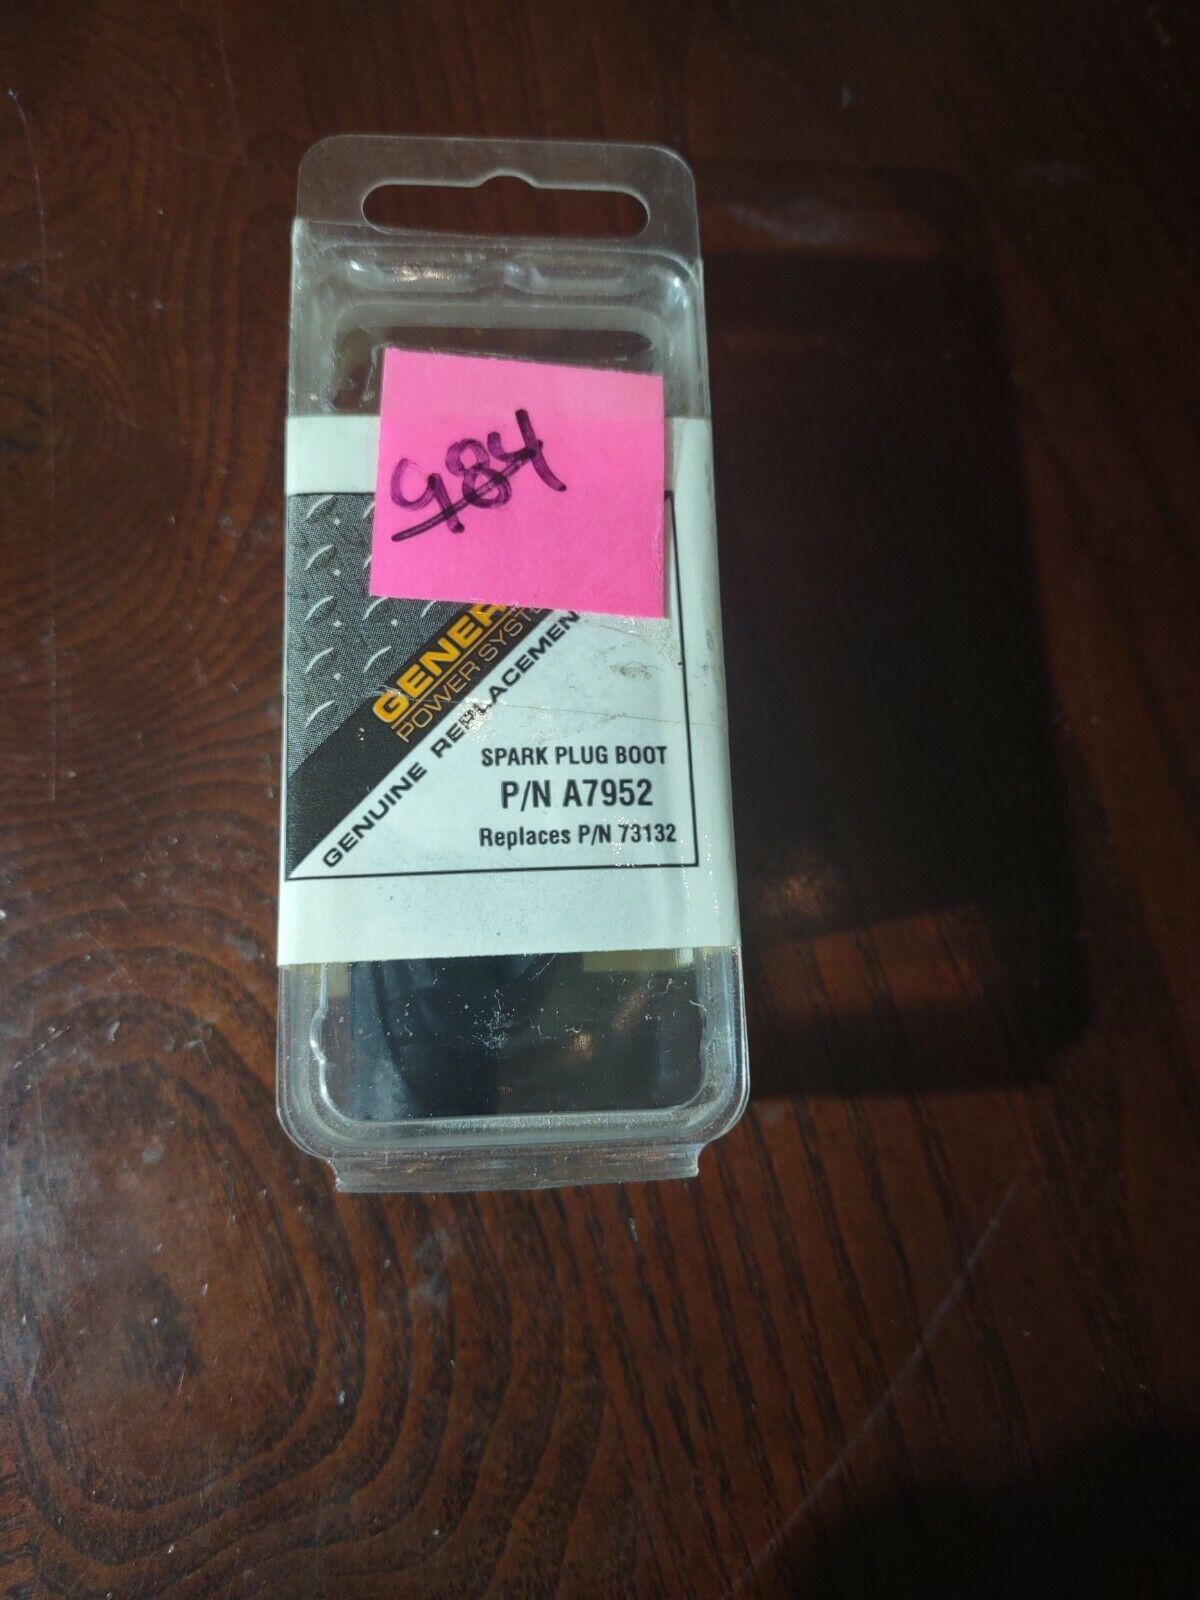 984
GENER
POWER SYST
GENUINE REPLACEMEN
SPARK PLUG BOOT
P/N A7952
Replaces P/N 73132